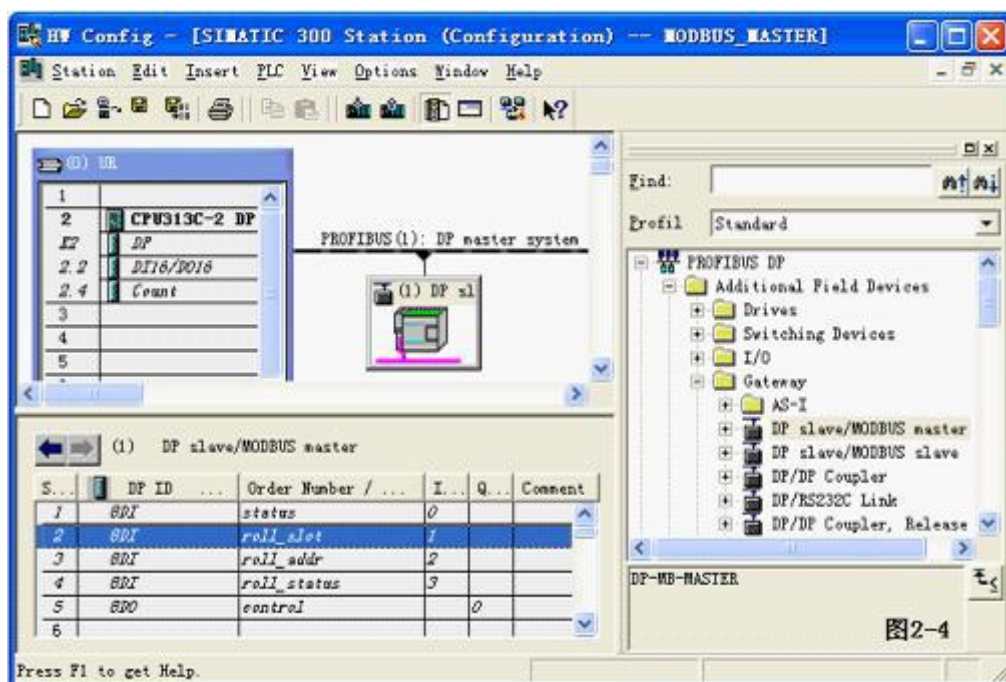 HW Config - [SIMATIC 300 Station (Configuration) -- MODBUS_MASTER]
Station Edit Insert PLC View Options Window Help
(0) UR
1
2 CPU313C-2 DP
X2 DP
2.2 DI16/DO16
2.4 Count
3
4
5
PROFIBUS(1): DP master system
(1) DP sl
Find:
Profil Standard
PROFIBUS DP
Additional Field Devices
Drives
Switching Devices
I/O
Gateway
AS-I
DP slave/MODBUS master
DP slave/MODBUS slave
DP/DP Coupler
DP/RS232C Link
DP/DP Coupler, Release
DP-MB-MASTER
图2-4
(1) DP slave/MODBUS master
S... DP ID ... Order Number / ... I... Q... Comment
1 8DI status 0
2 8DI roll_slot 1
3 8DI roll_addr 2
4 8DI roll_status 3
5 8DO control 0
6
Press F1 to get Help.